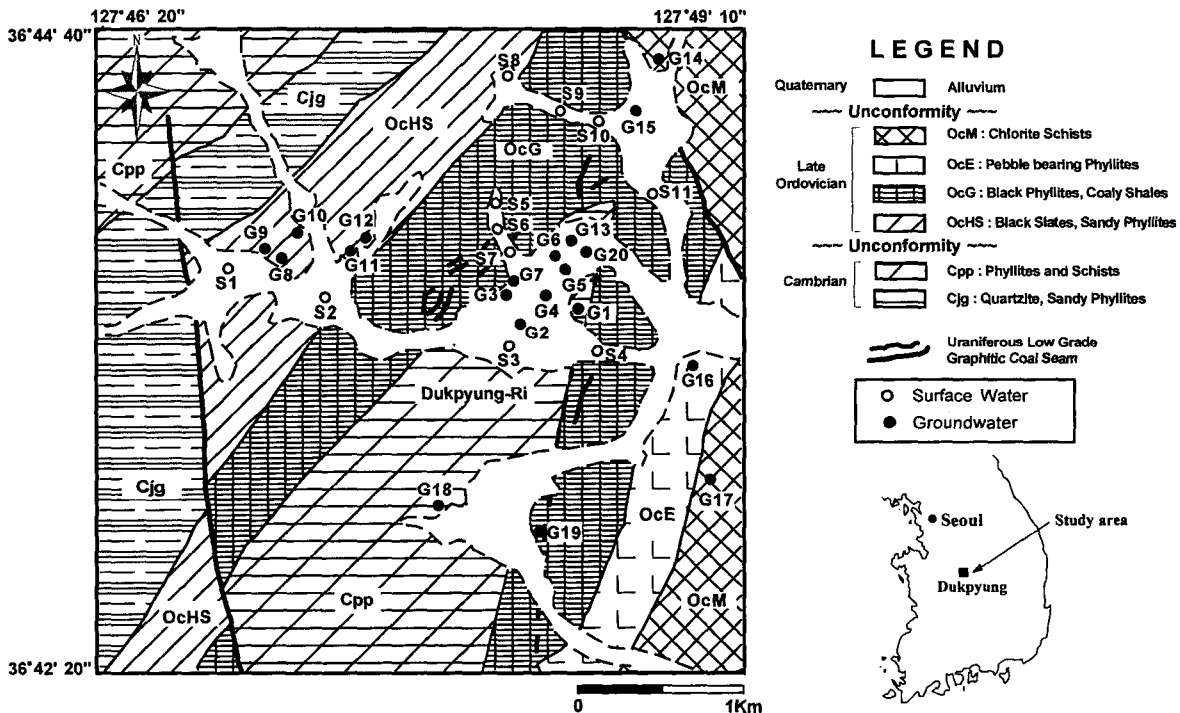 127°46' 20"
127°49' 10"
36°44' 40"
N
S8
G14
Cjg
S9
OcM
OcHS
S10
G15
OcG
Cpp
S11
S5
G10
G12
S6
G13
G9
G6
G20
S7
G8
G11
G7
G5
S1
G3
G4
G1
S2
G2
S3
S4
G16
Dukpyung-Ri
Cjg
G18
G17
OcE
G19
Cpp
OcHS
OcM
36°42' 20"
0
1Km
LEGEND
Quaternary
Alluvium
~~~ Unconformity ~~~
Late
Ordovician
OcM : Chlorite Schists
OcE : Pebble bearing Phyllites
OcG : Black Phyllites, Coaly Shales
OcHS : Black Slates, Sandy Phyllites
~~~ Unconformity ~~~
Cambrian
Cpp : Phyllites and Schists
Cjg : Quartzite, Sandy Phyllites
Uraniferous Low Grade
Graphitic Coal Seam
Surface Water
Groundwater
Seoul
Study area
Dukpyung